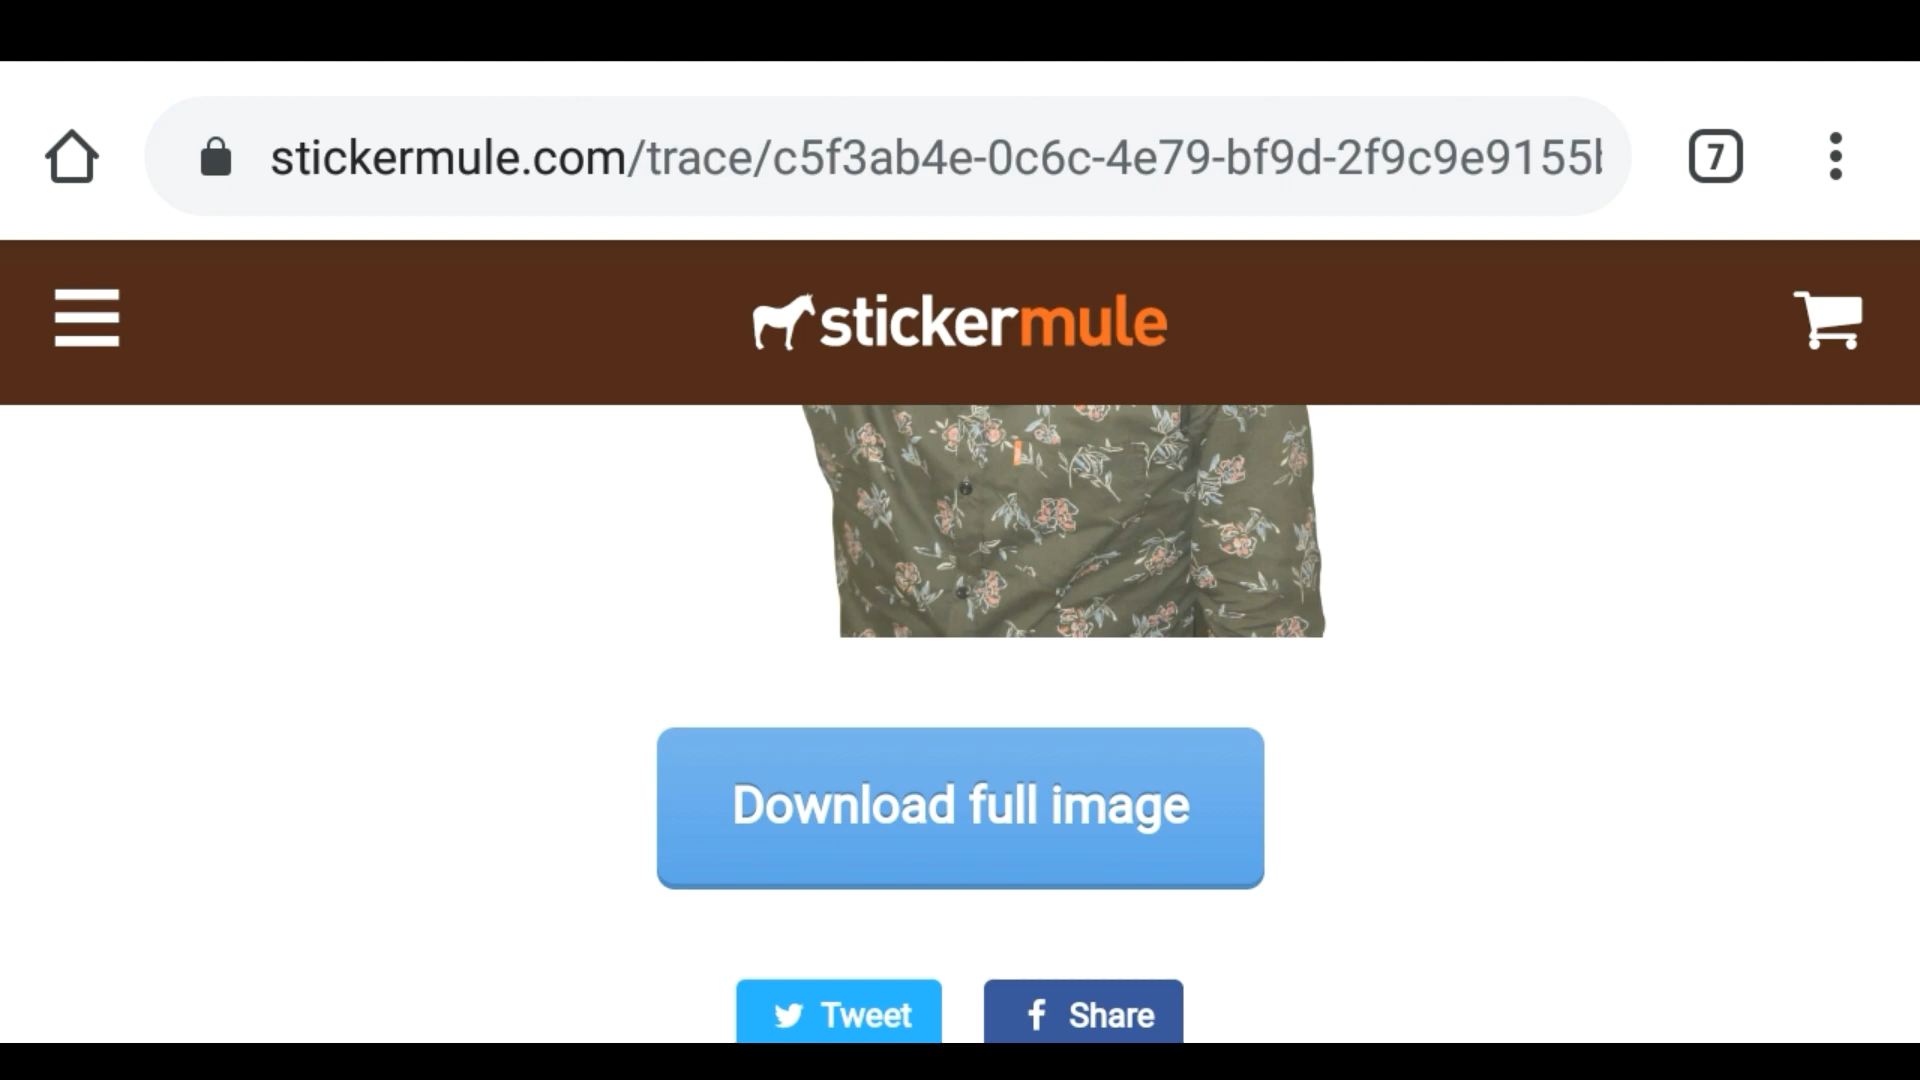 stickermule.com/trace/c5f3ab4e-0c6c-4e79-bf9d-2f9c9e9155
7
stickermule
Download full image
Tweet
Share